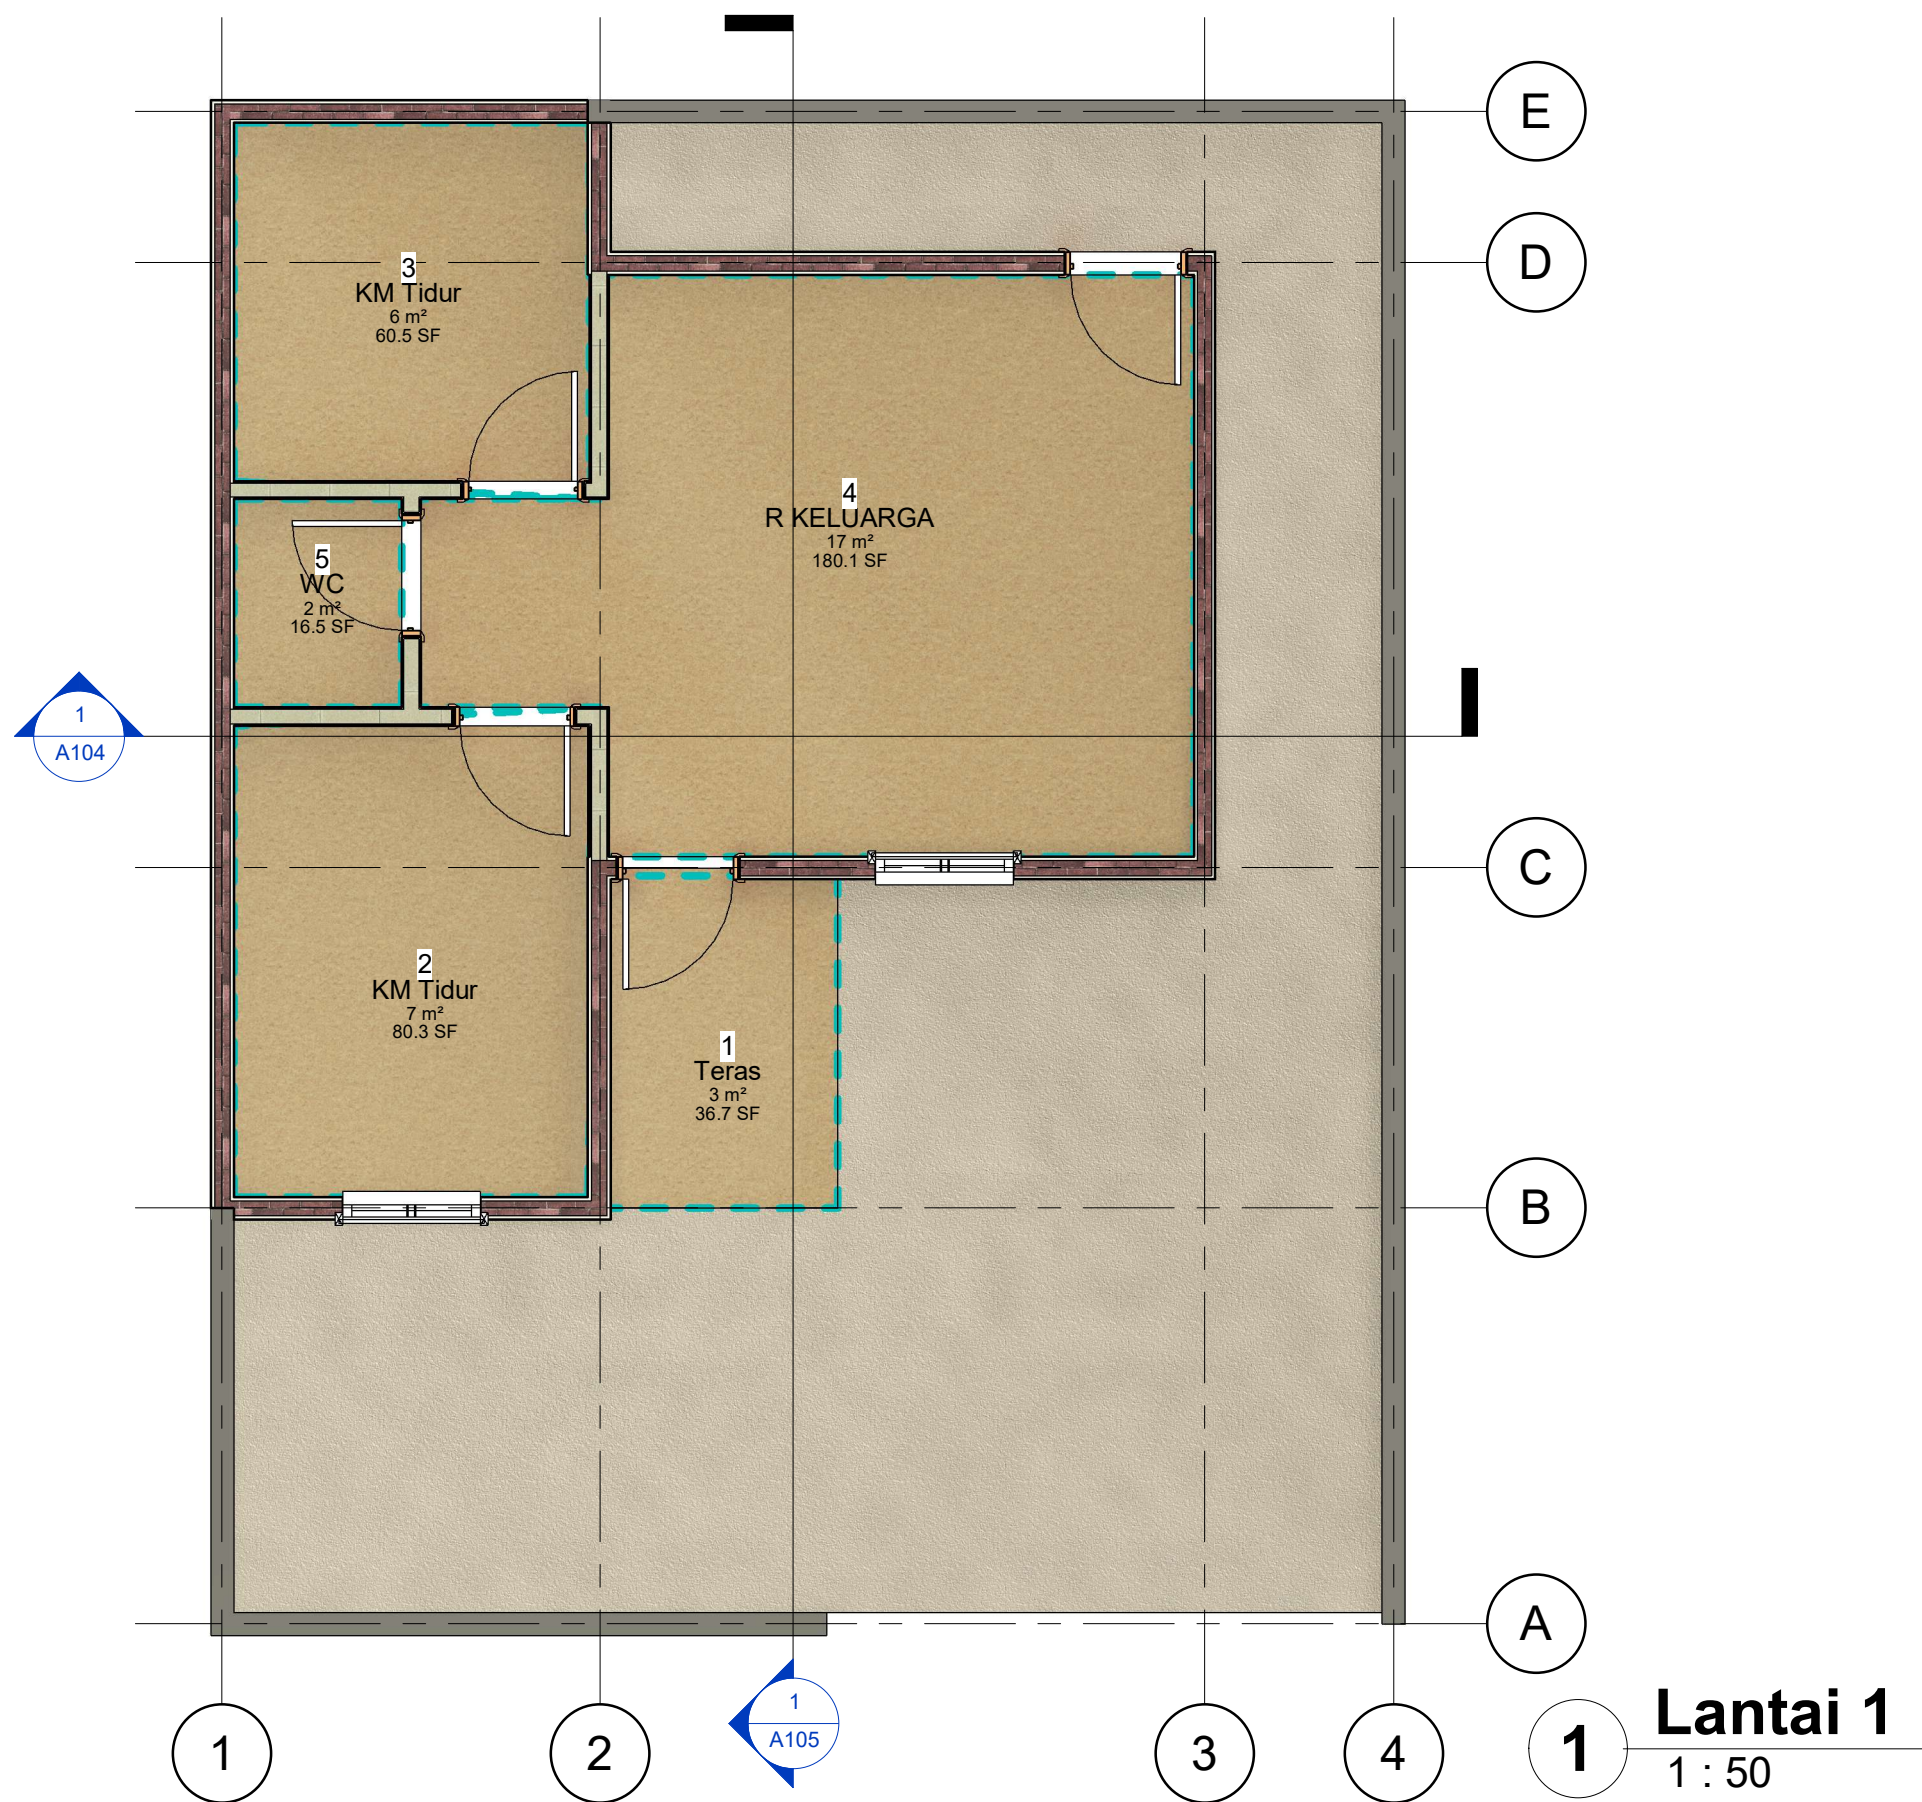 E
D
3
KM Tidur
6 m²
60.5 SF
4
R KELUARGA
17 m²
180.1 SF
5
WC
2 m²
16.5 SF
1
A104
C
2
KM Tidur
7 m²
80.3 SF
1
Teras
3 m²
36.7 SF
B
A
1
2
1
A105
3
4
1
Lantai 1
1 : 50